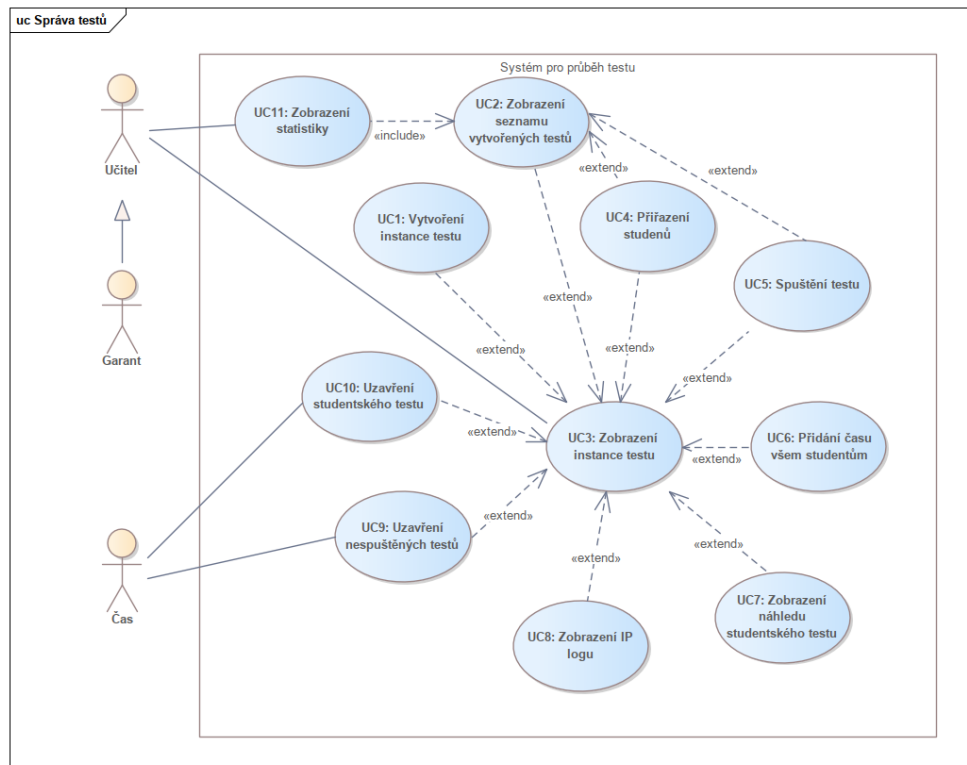 uc Správa testů
Systém pro průběh testu
UC11: Zobrazení
statistiky
«include»
UC2: Zobrazení
seznamu
vytvořených testů
«extend»
«extend»
Učitel
UC1: Vytvoření
instance testu
UC4: Přiřazení
studenů
UC5: Spuštění testu
«extend»
«extend»
«extend»
Garant
UC10: Uzavření
studentského testu
«extend»
UC3: Zobrazení
instance testu
UC6: Přidání času
všem studentům
«extend»
«extend»
UC9: Uzavření
nespuštěných testů
«extend»
«extend»
«extend»
Čas
UC8: Zobrazení IP
logu
UC7: Zobrazení
náhledu
studentského testu